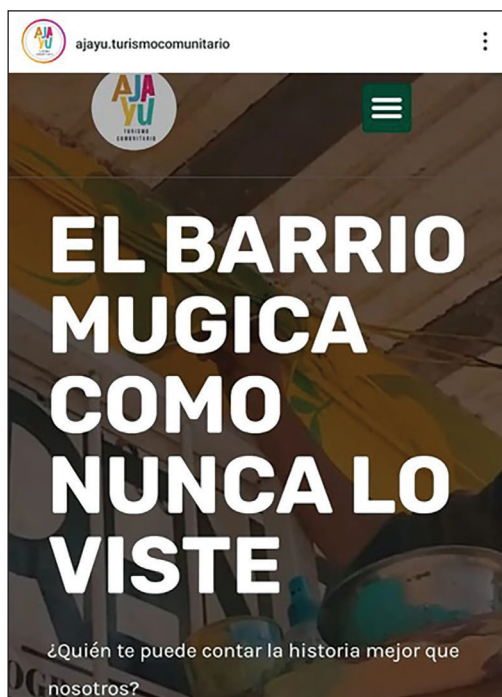 ajayu.turismocomunitario
AJA
YU
TURISMO
COMUNITARIO
EL BARRIO
MUGICA
COMO
NUNCA LO
VISTE
¿Quién te puede contar la historia mejor que
nosotros?